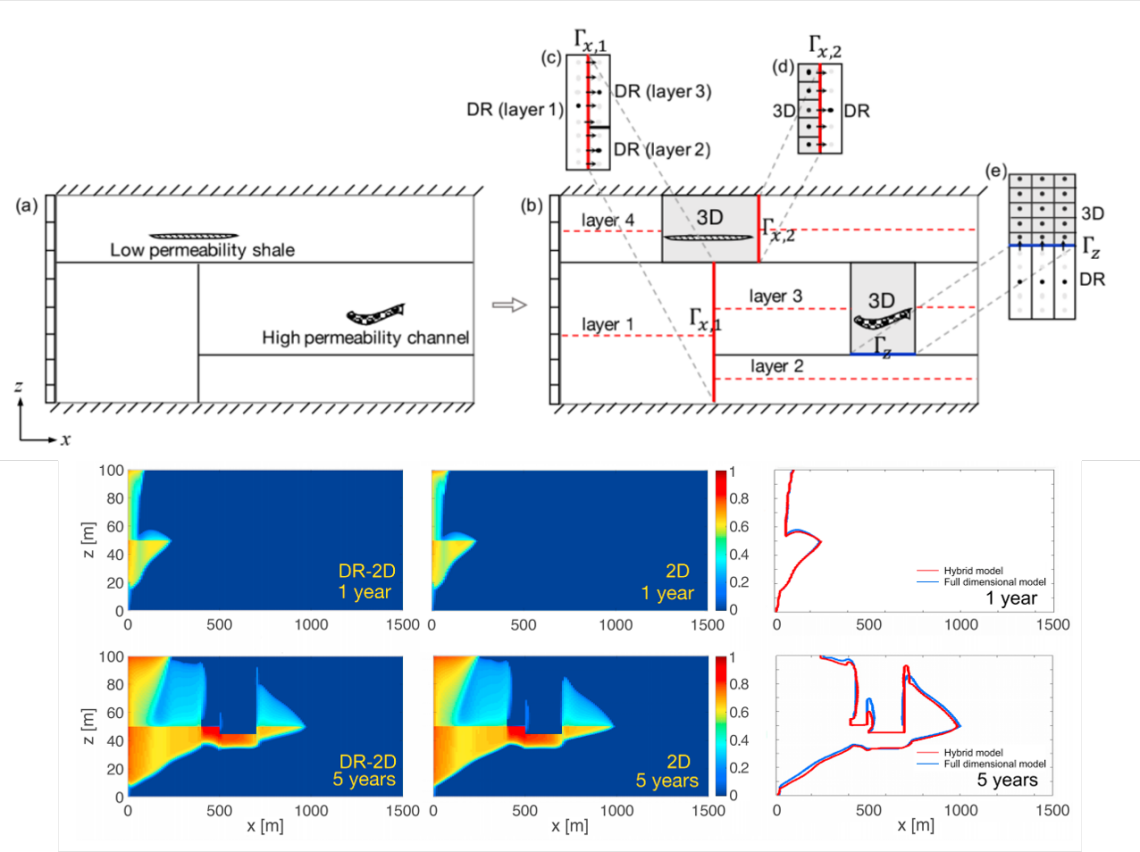 (c)
Γx,1
DR (layer 1)
DR (layer 3)
DR (layer 2)
(d)
Γx,2
3D
DR
(e)
3D
Γz
DR
(a)
Low permeability shale
High permeability channel
z
x
(b)
layer 4
3D
Γx,2
layer 3
3D
layer 1
Γx,1
Γz
layer 2
100
80
60
40
20
0
z [m]
DR-2D
1 year
0
500
1000
1500
2D
1 year
0
500
1000
1500
1
0.8
0.6
0.4
0.2
0
Hybrid model
Full dimensional model
1 year
0
500
1000
1500
100
80
60
40
20
0
z [m]
DR-2D
5 years
0
500
1000
1500
x [m]
2D
5 years
0
500
1000
1500
x [m]
1
0.8
0.6
0.4
0.2
0
Hybrid model
Full dimensional model
5 years
0
500
1000
1500
x [m]